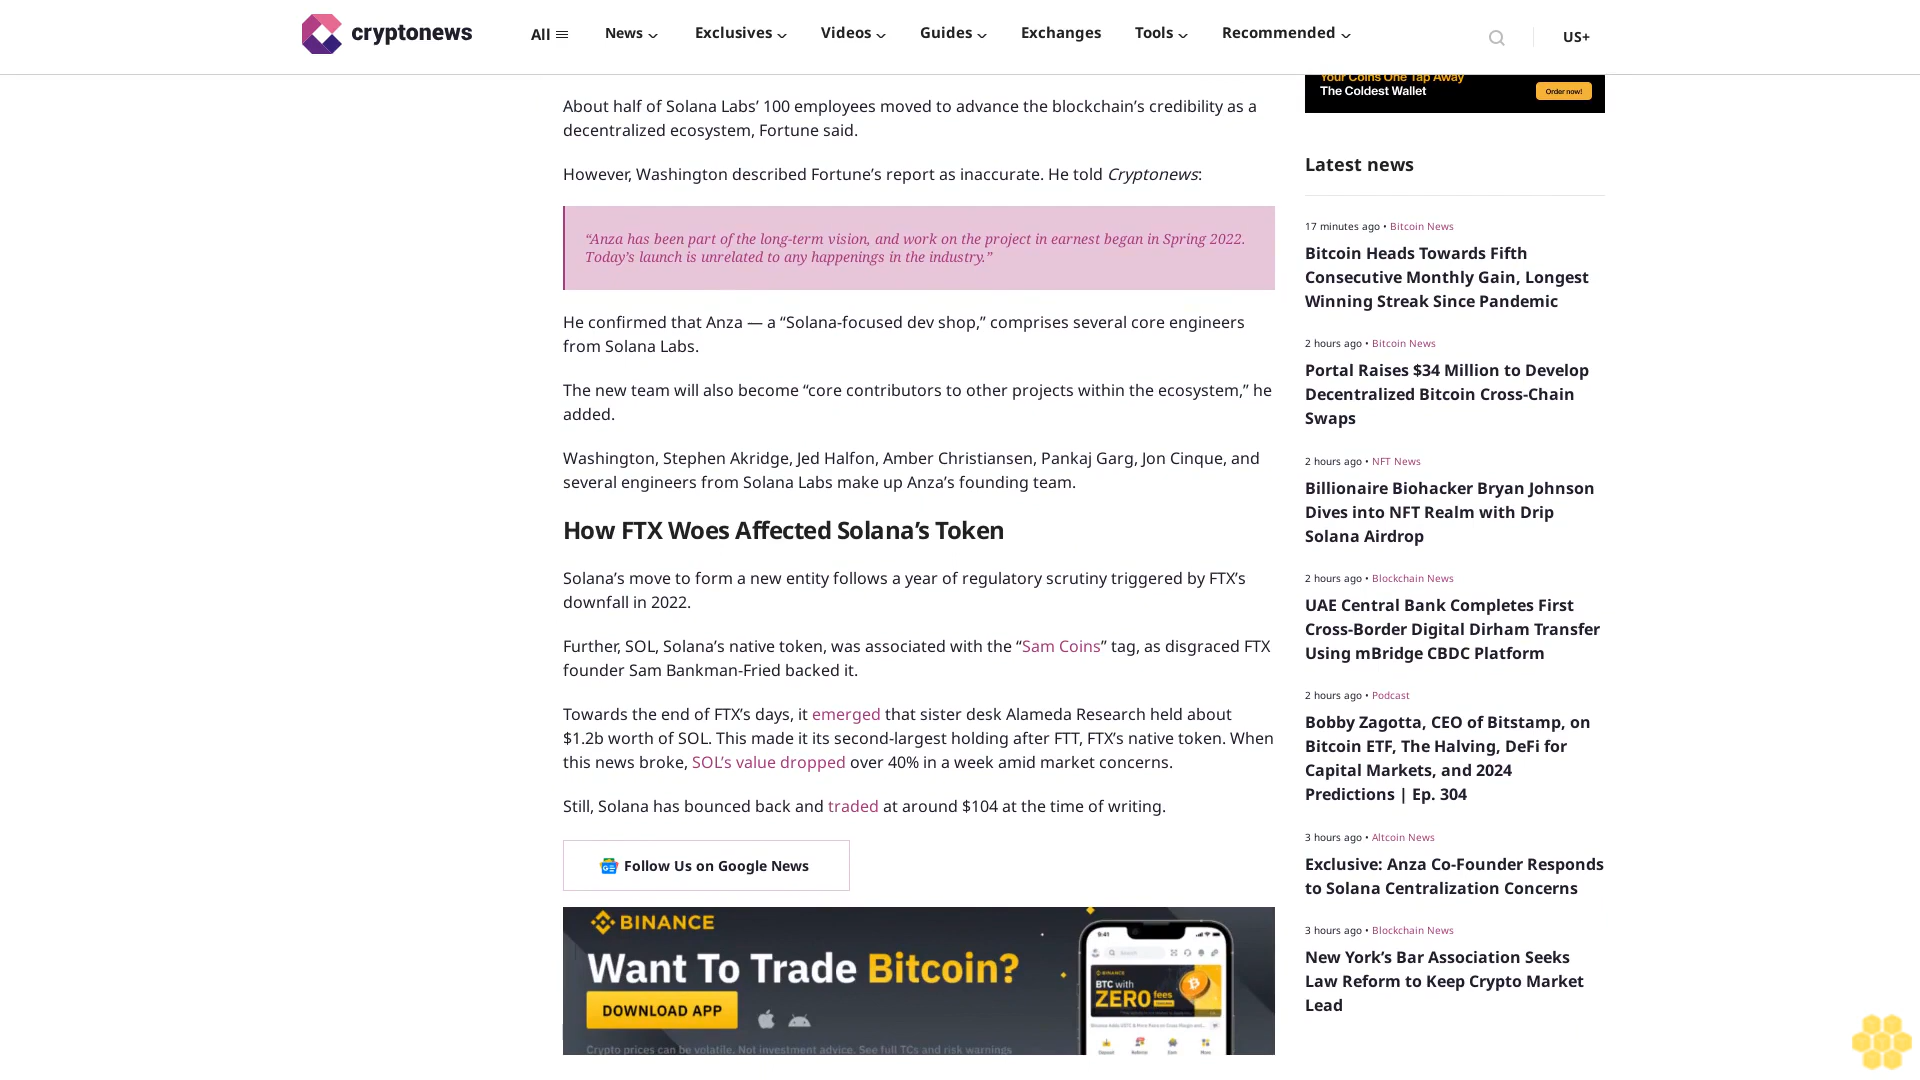 cryptonews
All
News
Exclusives
Videos
Guides
Exchanges
Tools
Recommended
US+
Your Coins One Tap Away
The Coldest Wallet
Order now!
About half of Solana Labs’ 100 employees moved to advance the blockchain’s credibility as a
decentralized ecosystem, Fortune said.
However, Washington described Fortune’s report as inaccurate. He told Cryptonews:
“Anza has been part of the long-term vision, and work on the project in earnest began in Spring 2022.
Today’s launch is unrelated to any happenings in the industry.”
He confirmed that Anza — a “Solana-focused dev shop,” comprises several core engineers
from Solana Labs.
The new team will also become “core contributors to other projects within the ecosystem,” he
added.
Washington, Stephen Akridge, Jed Halfon, Amber Christiansen, Pankaj Garg, Jon Cinque, and
several engineers from Solana Labs make up Anza’s founding team.
How FTX Woes Affected Solana’s Token
Solana’s move to form a new entity follows a year of regulatory scrutiny triggered by FTX’s
downfall in 2022.
Further, SOL, Solana’s native token, was associated with the “Sam Coins” tag, as disgraced FTX
founder Sam Bankman-Fried backed it.
Towards the end of FTX’s days, it emerged that sister desk Alameda Research held about
$1.2b worth of SOL. This made it its second-largest holding after FTT, FTX’s native token. When
this news broke, SOL’s value dropped over 40% in a week amid market concerns.
Still, Solana has bounced back and traded at around $104 at the time of writing.
Follow Us on Google News
BINANCE
Want To Trade Bitcoin?
DOWNLOAD APP
Crypto prices can be volatile. Not investment advice. See full TCs and risk warnings
9:41
Search
BINANCE
BTC with
ZERO fees
Deposit
Referral
Earn
More
Latest news
17 minutes ago • Bitcoin News
Bitcoin Heads Towards Fifth
Consecutive Monthly Gain, Longest
Winning Streak Since Pandemic
2 hours ago • Bitcoin News
Portal Raises $34 Million to Develop
Decentralized Bitcoin Cross-Chain
Swaps
2 hours ago • NFT News
Billionaire Biohacker Bryan Johnson
Dives into NFT Realm with Drip
Solana Airdrop
2 hours ago • Blockchain News
UAE Central Bank Completes First
Cross-Border Digital Dirham Transfer
Using mBridge CBDC Platform
2 hours ago • Podcast
Bobby Zagotta, CEO of Bitstamp, on
Bitcoin ETF, The Halving, DeFi for
Capital Markets, and 2024
Predictions | Ep. 304
3 hours ago • Altcoin News
Exclusive: Anza Co-Founder Responds
to Solana Centralization Concerns
3 hours ago • Blockchain News
New York’s Bar Association Seeks
Law Reform to Keep Crypto Market
Lead